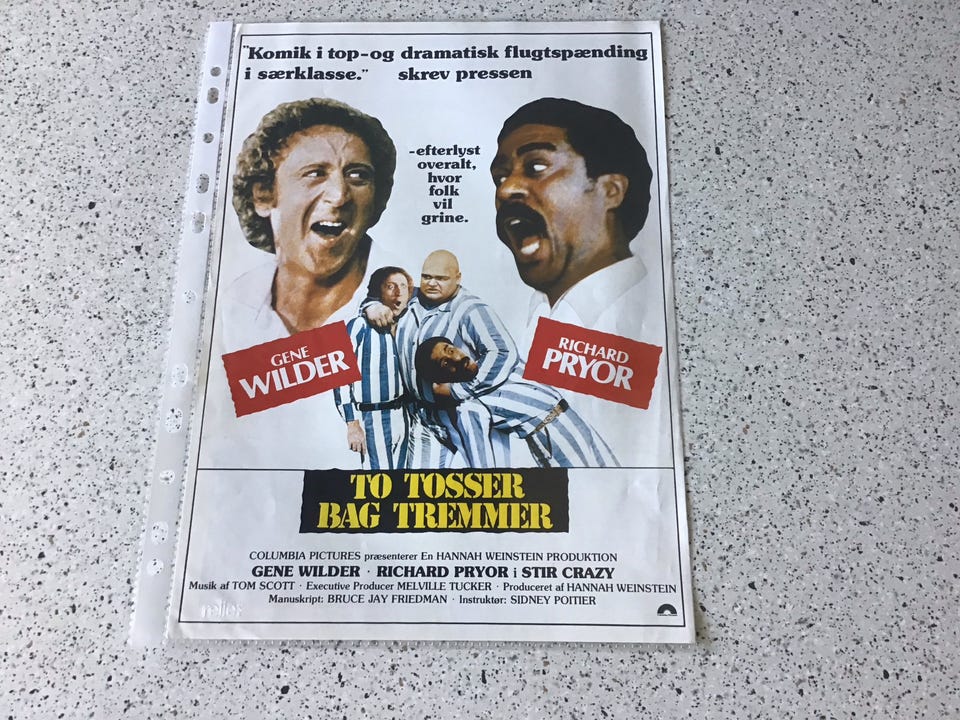 "Komik i top-og dramatisk flugtspænding
i særklasse." skrev pressen
-efterlyst
overalt,
hvor
folk
vil
grine.
GENE
WILDER
RICHARD
PRYOR
TO TOSSER
BAG TREMMER
COLUMBIA PICTURES præsenterer En HANNAH WEINSTEIN PRODUKTION
GENE WILDER · RICHARD PRYOR i STIR CRAZY
Musik af TOM SCOTT · Executive Producer MELVILLE TUCKER · Produceret af HANNAH WEINSTEIN
Manuskript: BRUCE JAY FRIEDMAN · Instruktør: SIDNEY POITIER